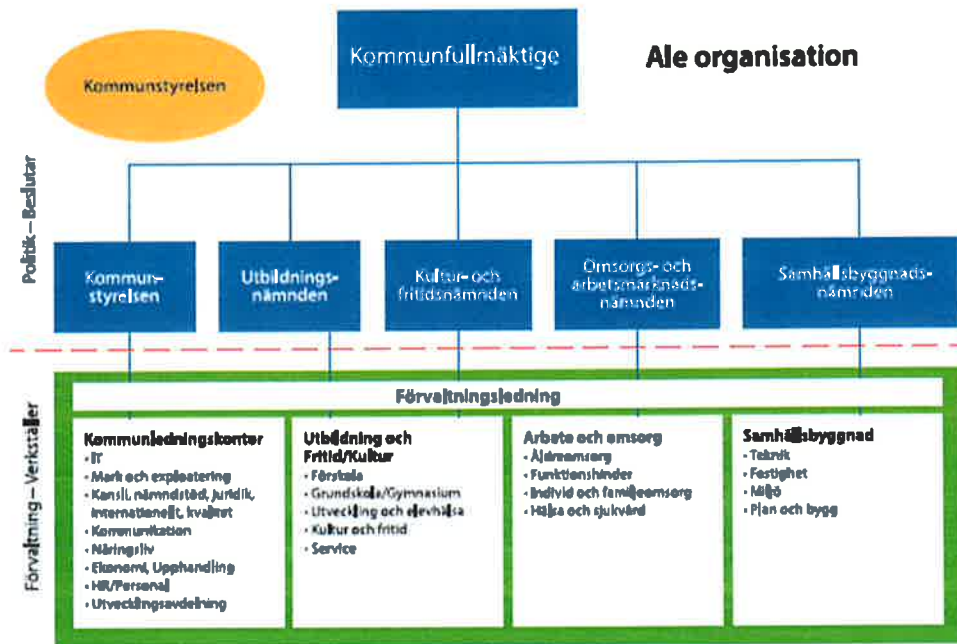 Kommunfullmäktige
Ale organisation
Kommunstyrelsen
Politik – Beslutar
Kommun-
styrelsen
Utbildnings-
nämnden
Kultur- och
fritidsnämnden
Omsorgs- och
arbetsmarknads-
nämnden
Samhällsbyggnads-
nämnden
Förvaltning – Verkställer
Förvaltningsledning
Kommunledningskontor
• IT
• Mark och exploatering
• Kansli, nämndstöd, juridik,
internationellt, kvalitet
• Kommunikation
• Näringsliv
• Ekonomi, Upphandling
• HR/Personal
• Utvecklingsavdelning
Utbildning och
Fritid/Kultur
• Förskola
• Grundskola/Gymnasium
• Utveckling och elevhälsa
• Kultur och fritid
• Service
Arbete och omsorg
• Äldreomsorg
• Funktionshinder
• Individ och familjeomsorg
• Hälsa och sjukvård
Samhällsbyggnad
• Teknik
• Fastighet
• Miljö
• Plan och bygg